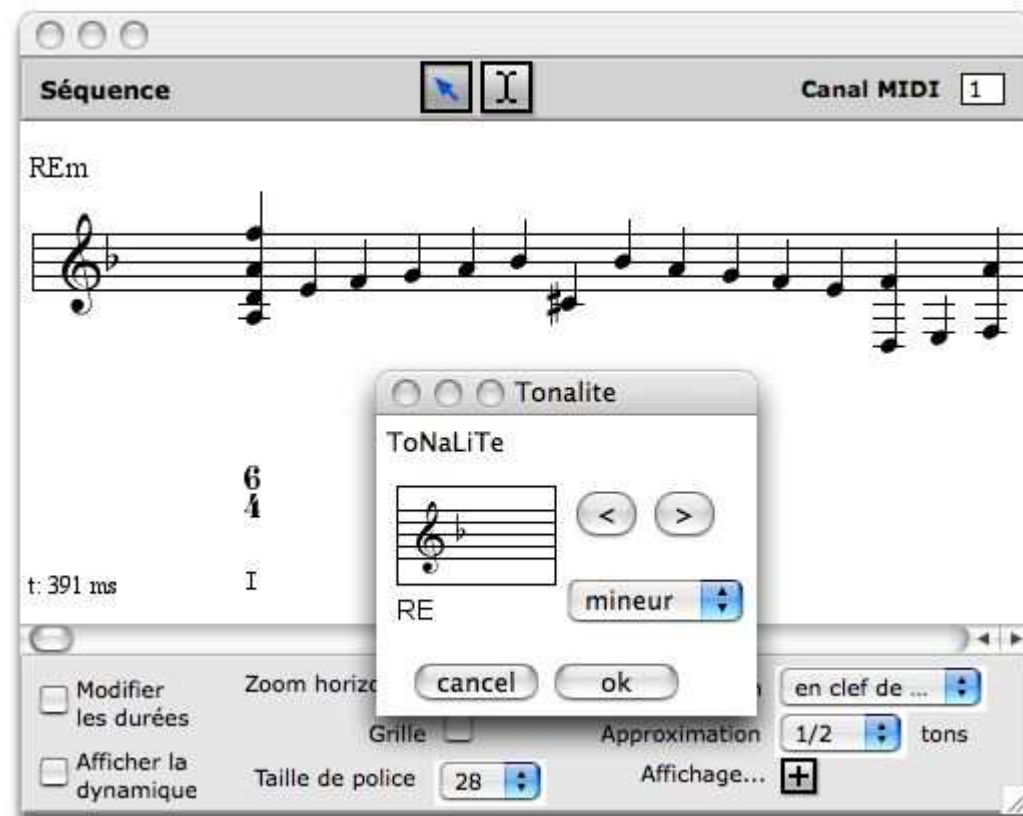 Séquence
Canal MIDI 1
REm
6
4
t: 391 ms
I
Tonalite
ToNaLiTe
< >
RE
mineur
cancel ok
Modifier
les durées
Afficher la
dynamique
Zoom horizo
Grille
Taille de police 28
en clef de ...
Approximation 1/2 tons
Affichage... +